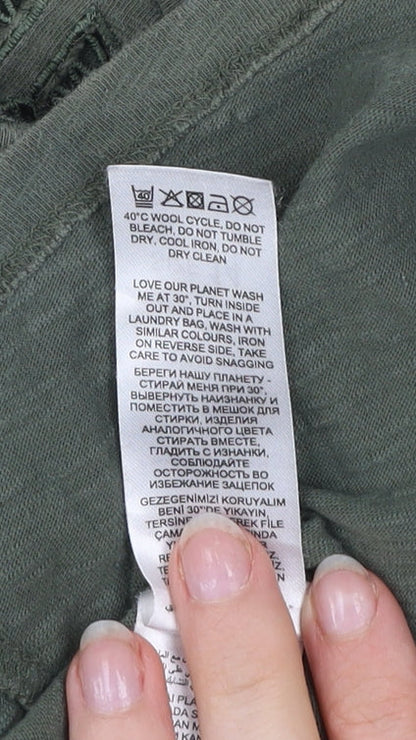 40
40°C WOOL CYCLE, DO NOT
BLEACH, DO NOT TUMBLE
DRY, COOL IRON, DO NOT
DRY CLEAN
LOVE OUR PLANET WASH
ME AT 30°, TURN INSIDE
OUT AND PLACE IN A
LAUNDRY BAG, WASH WITH
SIMILAR COLOURS, IRON
ON REVERSE SIDE, TAKE
CARE TO AVOID SNAGGING
БЕРЕГИ НАШУ ПЛАНЕТУ -
СТИРАЙ МЕНЯ ПРИ 30°,
ВЫВЕРНУТЬ НАИЗНАНКУ И
ПОМЕСТИТЬ В МЕШОК ДЛЯ
СТИРКИ, ИЗДЕЛИЯ
АНАЛОГИЧНОГО ЦВЕТА
СТИРАТЬ ВМЕСТЕ,
ГЛАДИТЬ С ИЗНАНКИ,
СОБЛЮДАЙТЕ
ОСТОРОЖНОСТЬ ВО
ИЗБЕЖАНИЕ ЗАЦЕПОК
GEZEGENIMIZI KORUYALIM
BENI 30°'DE YIKAYIN,